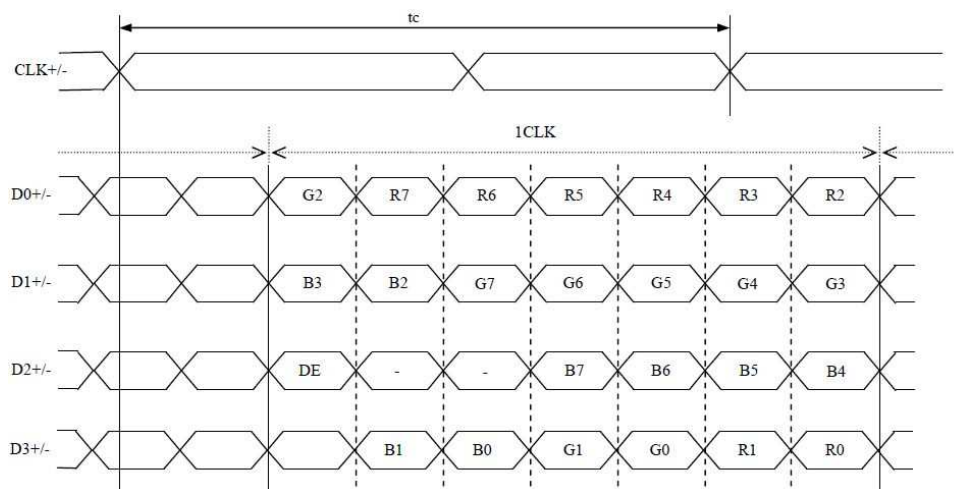 tc
CLK+/-
1CLK
D0+/- G2 R7 R6 R5 R4 R3 R2
D1+/- B3 B2 G7 G6 G5 G4 G3
D2+/- DE - - B7 B6 B5 B4
D3+/- B1 B0 G1 G0 R1 R0